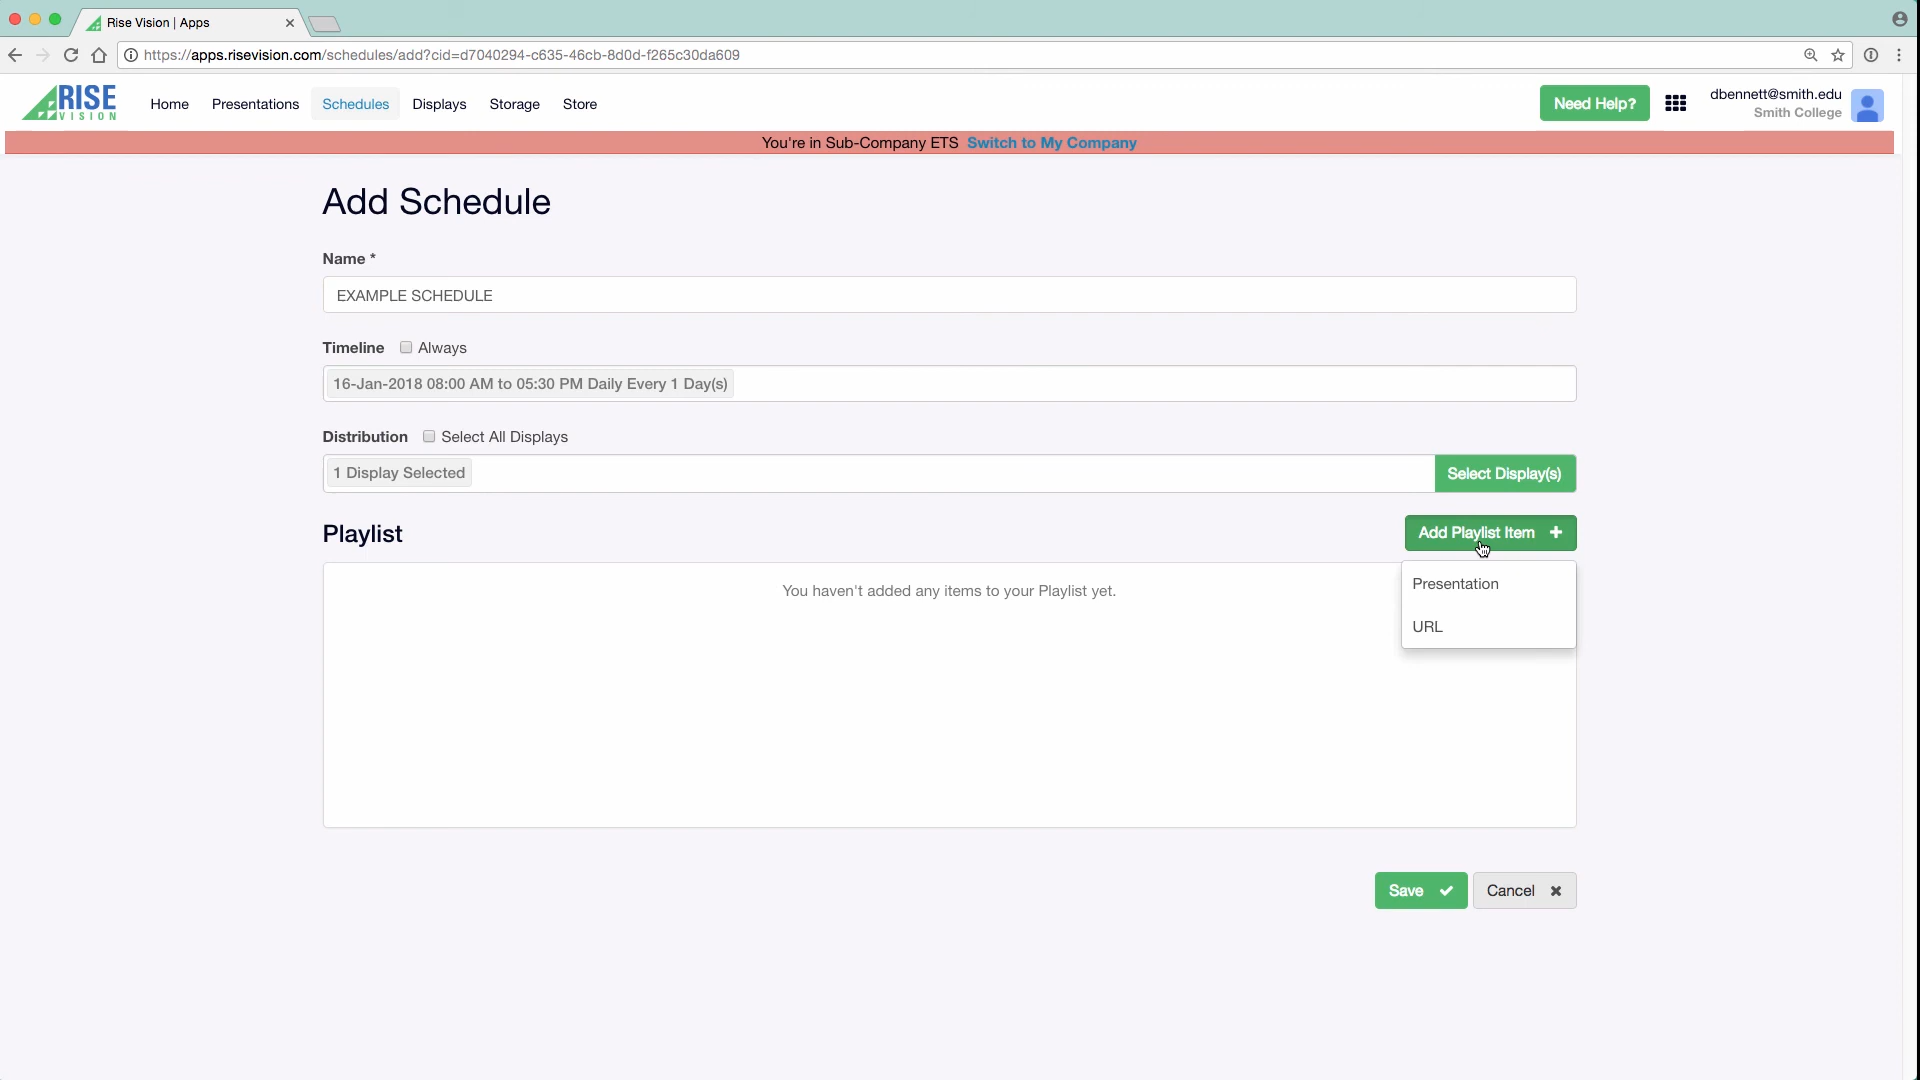 Rise Vision | Apps
https://apps.risevision.com/schedules/add?cid=d7040294-c635-46cb-8d0d-f265c30da609
RISE
VISION
Home
Presentations
Schedules
Displays
Storage
Store
Need Help?
dbennett@smith.edu
Smith College
You're in Sub-Company ETS Switch to My Company
Add Schedule
Name *
EXAMPLE SCHEDULE
Timeline Always
16-Jan-2018 08:00 AM to 05:30 PM Daily Every 1 Day(s)
Distribution Select All Displays
1 Display Selected
Select Display(s)
Playlist
Add Playlist Item
Presentation
URL
You haven't added any items to your Playlist yet.
Save
Cancel